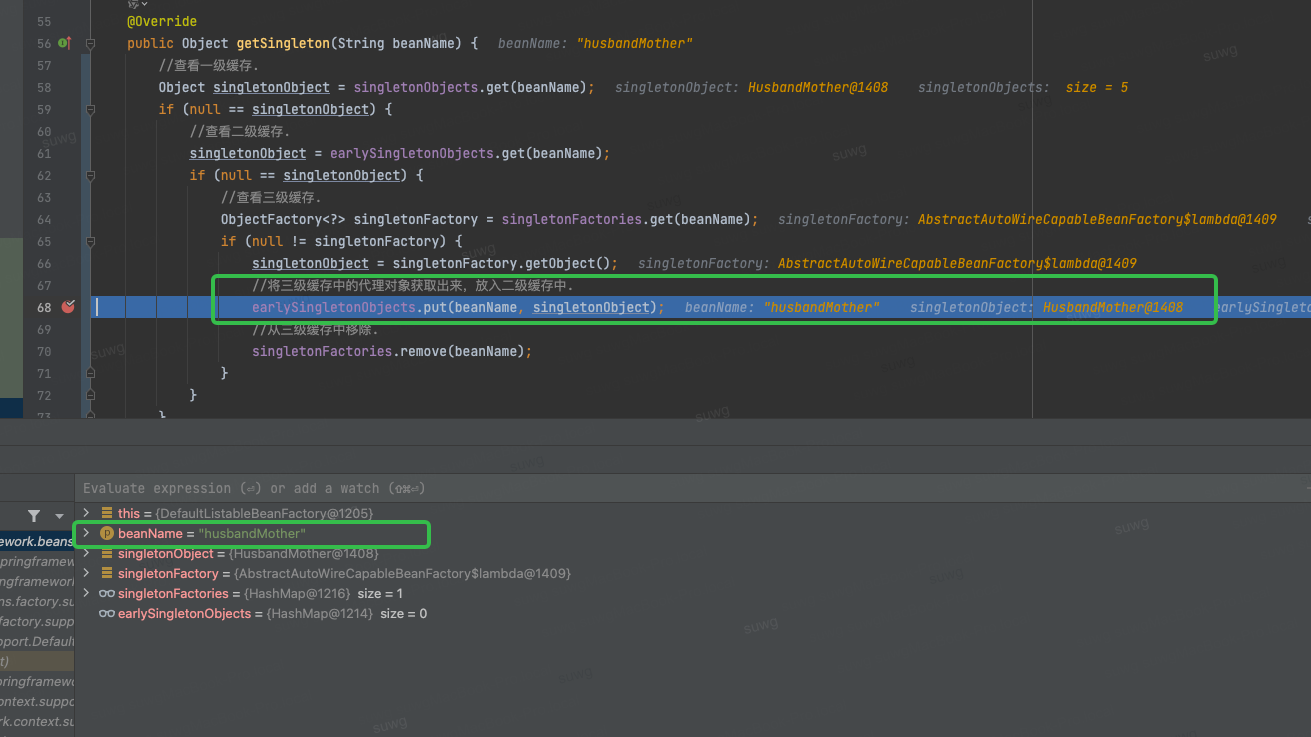 55 @Override
56 public Object getSingleton(String beanName) { beanName: "husbandMother"
57 //查看一级缓存.
58 Object singletonObject = singletonObjects.get(beanName); singletonObject: HusbandMother@1408 singletonObjects: size = 5
59 if (null == singletonObject) {
60 //查看二级缓存.
61 singletonObject = earlySingletonObjects.get(beanName);
62 if (null == singletonObject) {
63 //查看三级缓存.
64 ObjectFactory<?> singletonFactory = singletonFactories.get(beanName); singletonFactory: AbstractAutoWireCapableBeanFactory$lambda@1409
65 if (null != singletonFactory) {
66 singletonObject = singletonFactory.getObject(); singletonFactory: AbstractAutoWireCapableBeanFactory$lambda@1409
67 //将三级缓存中的代理对象获取出来，放入二级缓存中.
68 earlySingletonObjects.put(beanName, singletonObject); beanName: "husbandMother" singletonObject: HusbandMother@1408 earlySingleto
69 //从三级缓存中移除.
70 singletonFactories.remove(beanName);
71 }
72 }
73 }
Evaluate expression (⏎) or add a watch (⇧⌘⏎)
this = {DefaultListableBeanFactory@1205}
beanName = "husbandMother"
singletonObject = {HusbandMother@1408}
singletonFactory = {AbstractAutoWireCapableBeanFactory$lambda@1409}
singletonFactories = {HashMap@1216} size = 1
earlySingletonObjects = {HashMap@1214} size = 0
ework.beans
pringframew
ngframework
ns.factory.su
factory.supp
pport.Default
t)
pringframewo
ontext.suppo
rk.context.su
suwg
suwg
suwg
suwg
suwg
suwg
suwg
suwg
suwg